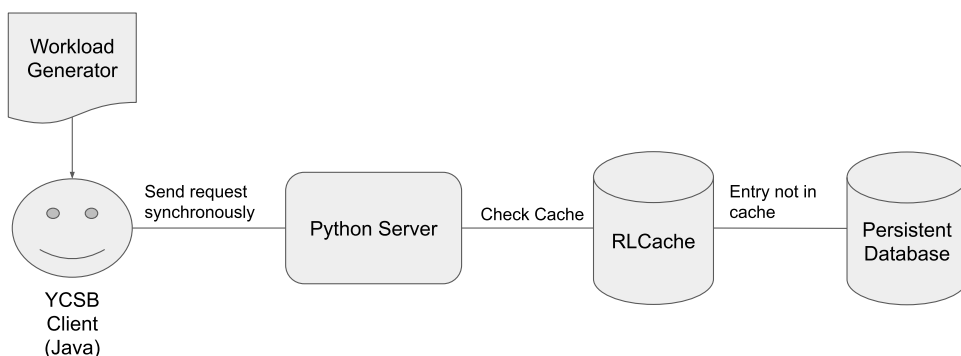 Workload
Generator
Send request
synchronously
Python Server
Check Cache
RLCache
Entry not in
cache
Persistent
Database
YCSB
Client
(Java)